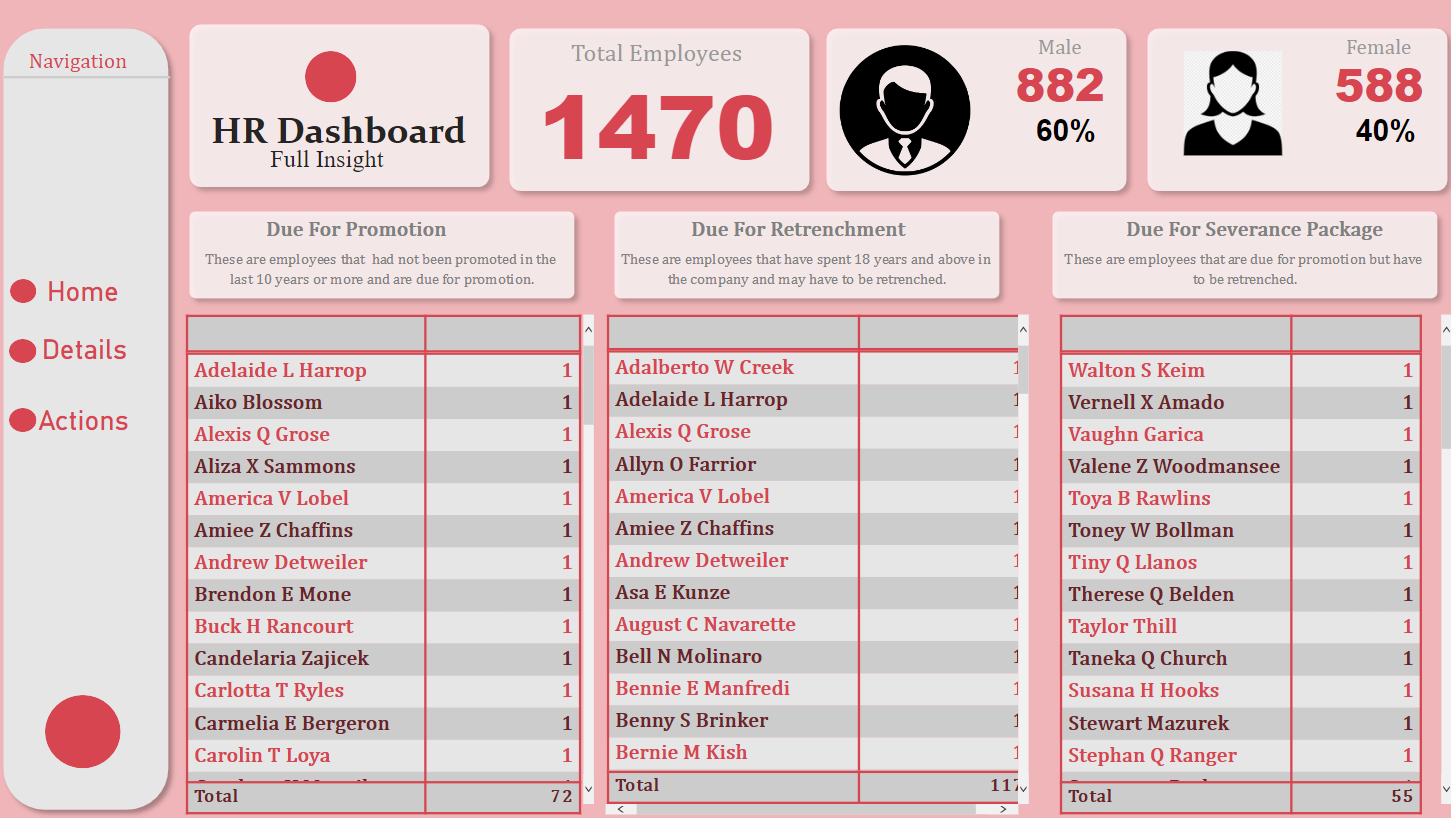 Navigation
Home
Details
Actions
HR Dashboard
Full Insight
Total Employees
1470
Male
882
60%
Female
588
40%
Due For Promotion
These are employees that had not been promoted in the
last 10 years or more and are due for promotion.
Due For Retrenchment
These are employees that have spent 18 years and above in
the company and may have to be retrenched.
Due For Severance Package
These are employees that are due for promotion but have
to be retrenched.
Adelaide L Harrop 1
Aiko Blossom 1
Alexis Q Grose 1
Aliza X Sammons 1
America V Lobel 1
Amiee Z Chaffins 1
Andrew Detweiler 1
Brendon E Mone 1
Buck H Rancourt 1
Candelaria Zajicek 1
Carlotta T Ryles 1
Carmelia E Bergeron 1
Carolin T Loya 1
Total 72
Adalberto W Creek 1
Adelaide L Harrop 1
Alexis Q Grose 1
Allyn O Farrior 1
America V Lobel 1
Amiee Z Chaffins 1
Andrew Detweiler 1
Asa E Kunze 1
August C Navarette 1
Bell N Molinaro 1
Bennie E Manfredi 1
Benny S Brinker 1
Bernie M Kish 1
Total 117
Walton S Keim 1
Vernell X Amado 1
Vaughn Garica 1
Valene Z Woodmansee 1
Toya B Rawlins 1
Toney W Bollman 1
Tiny Q Llanos 1
Therese Q Belden 1
Taylor Thill 1
Taneka Q Church 1
Susana H Hooks 1
Stewart Mazurek 1
Stephan Q Ranger 1
Total 55